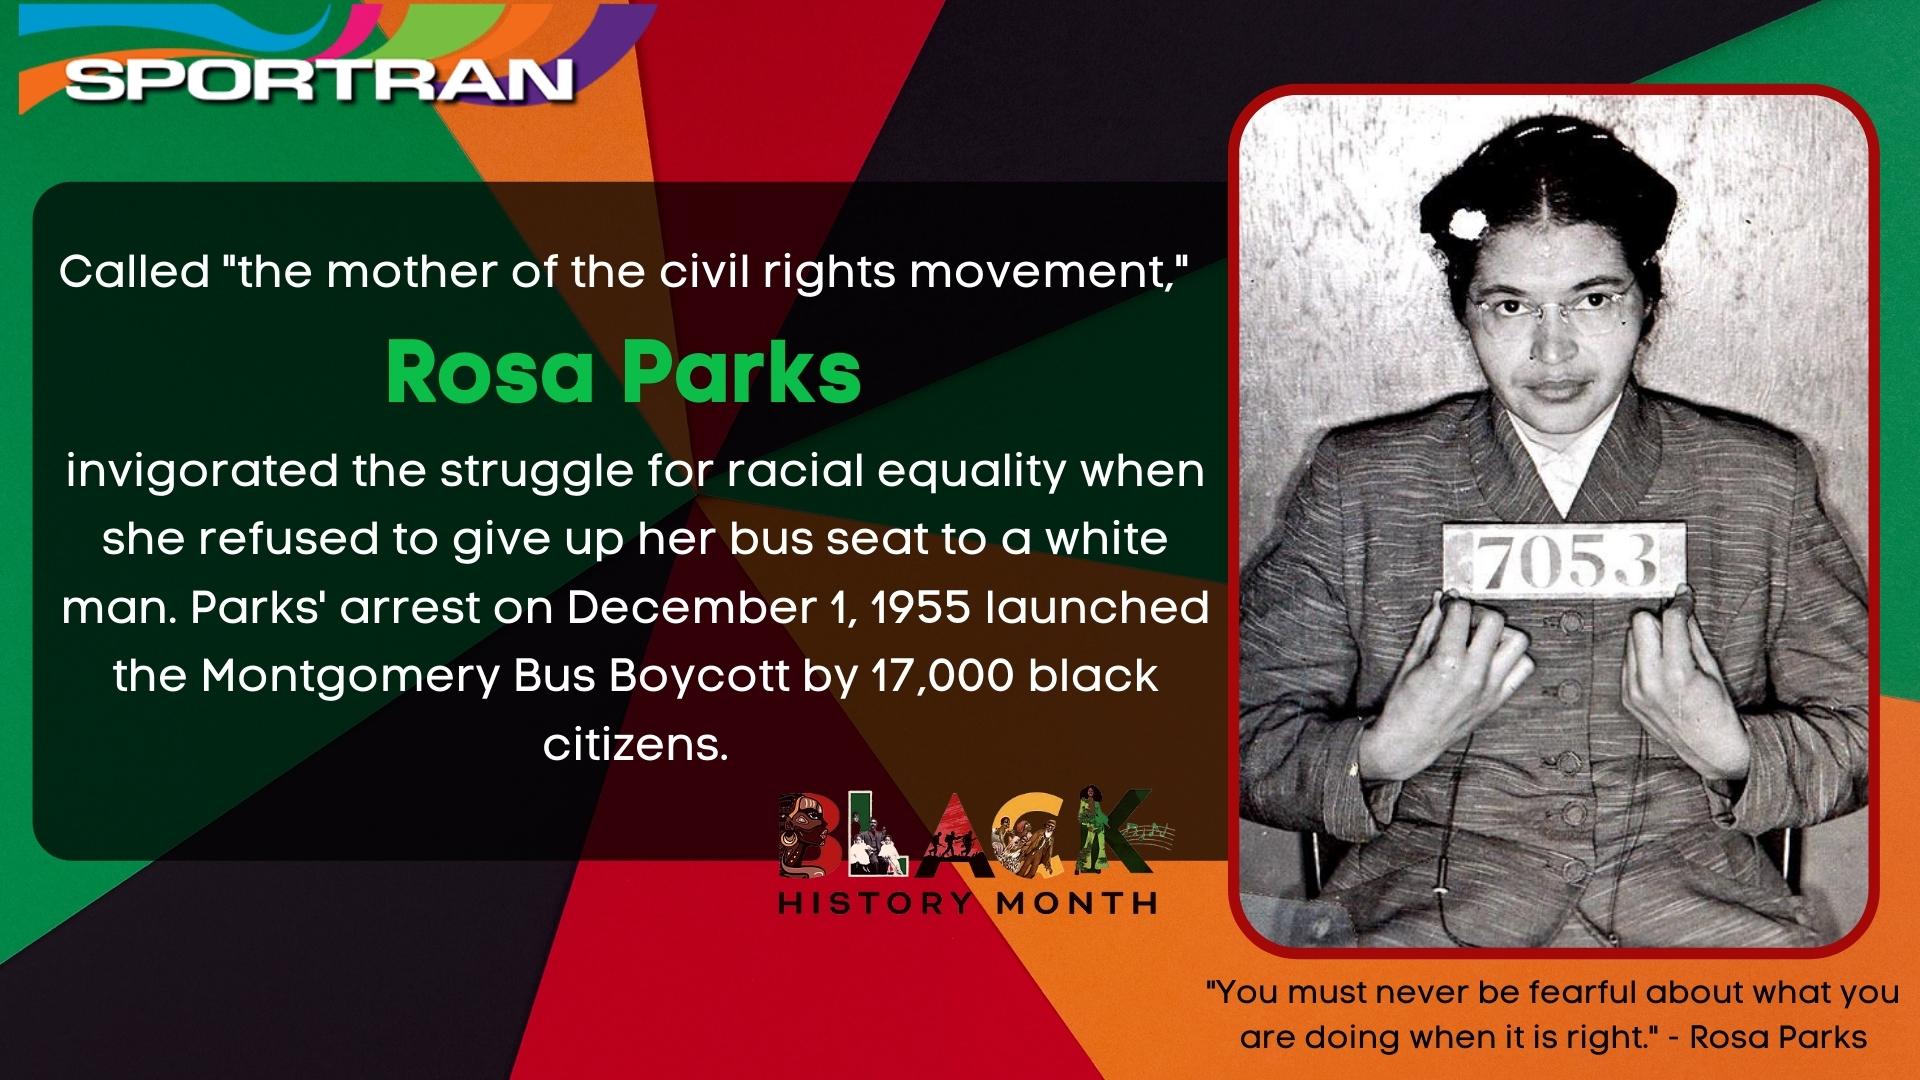 SPORTRAN
Called "the mother of the civil rights movement,"
Rosa Parks
invigorated the struggle for racial equality when
she refused to give up her bus seat to a white
man. Parks' arrest on December 1, 1955 launched
the Montgomery Bus Boycott by 17,000 black
citizens.
BLACK
HISTORY MONTH
7053
"You must never be fearful about what you
are doing when it is right." - Rosa Parks